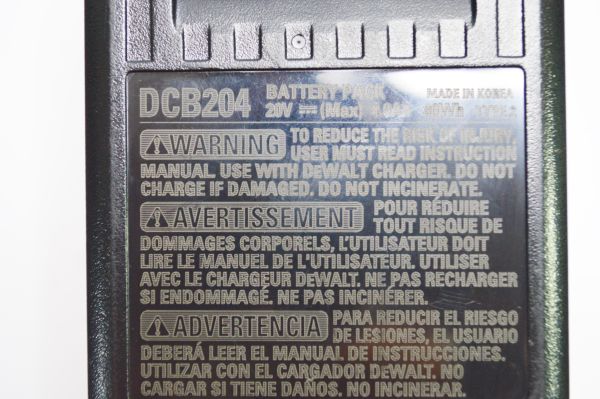 DCB204 BATTERY PACK MADE IN KOREA
20V (Max) 4.0Ah 80Wh
WARNING TO REDUCE THE RISK OF INJURY,
USER MUST READ INSTRUCTION
MANUAL. USE WITH DEWALT CHARGER. DO NOT
CHARGE IF DAMAGED. DO NOT INCINERATE.
AVERTISSEMENT POUR RÉDUIRE
TOUT RISQUE DE
DOMMAGES CORPORELS, L'UTILISATEUR DOIT
LIRE LE MANUEL DE L'UTILISATEUR. UTILISER
AVEC LE CHARGEUR DEWALT. NE PAS RECHARGER
SI ENDOMMAGÉ. NE PAS INCINÉRER.
ADVERTENCIA PARA REDUCIR EL RIESGO
DE LESIONES, EL USUARIO
DEBERÁ LEER EL MANUAL DE INSTRUCCIONES.
UTILIZAR CON EL CARGADOR DEWALT. NO
CARGAR SI TIENE DAÑOS. NO INCINERAR.